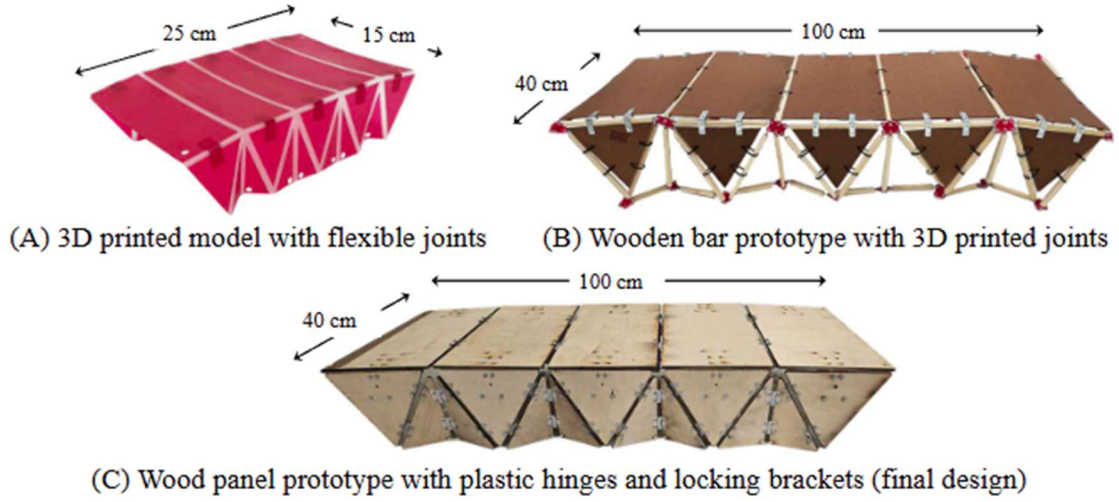 25 cm
15 cm
100 cm
40 cm
(A) 3D printed model with flexible joints
(B) Wooden bar prototype with 3D printed joints
100 cm
40 cm
(C) Wood panel prototype with plastic hinges and locking brackets (final design)